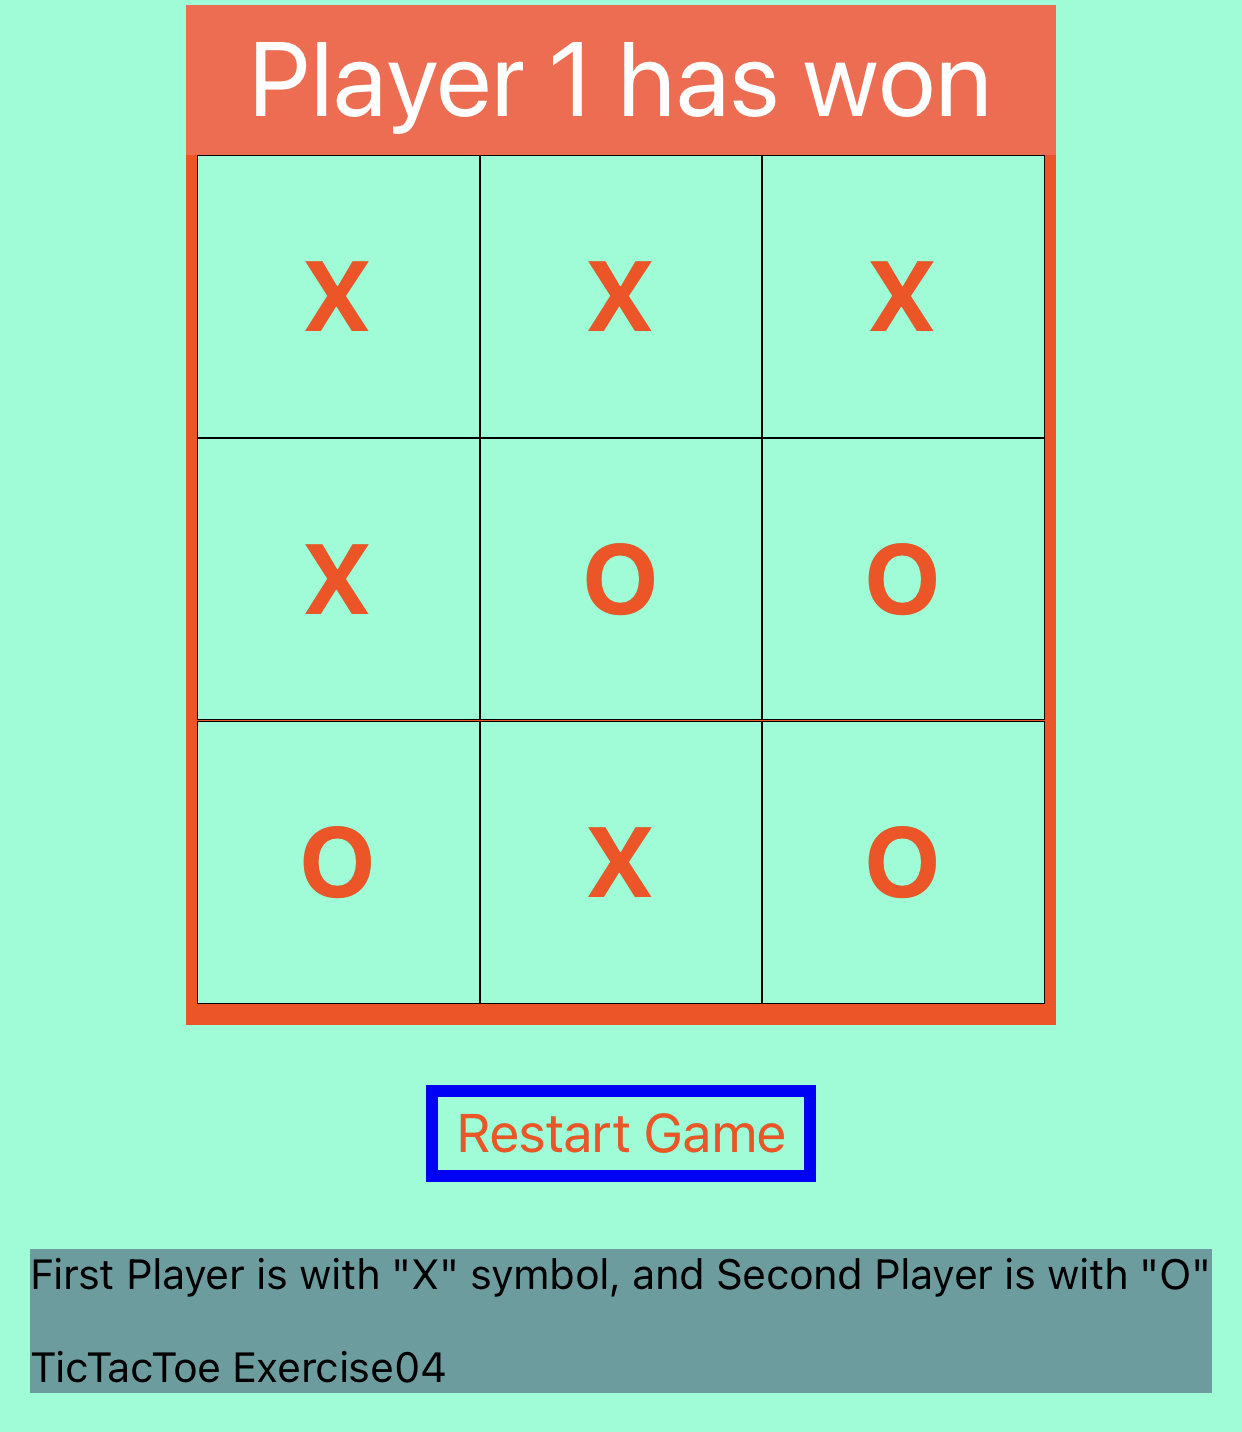 Player 1 has won
X X X
X O O
O X O
Restart Game
First Player is with "X" symbol, and Second Player is with "O"
TicTacToe Exercise04